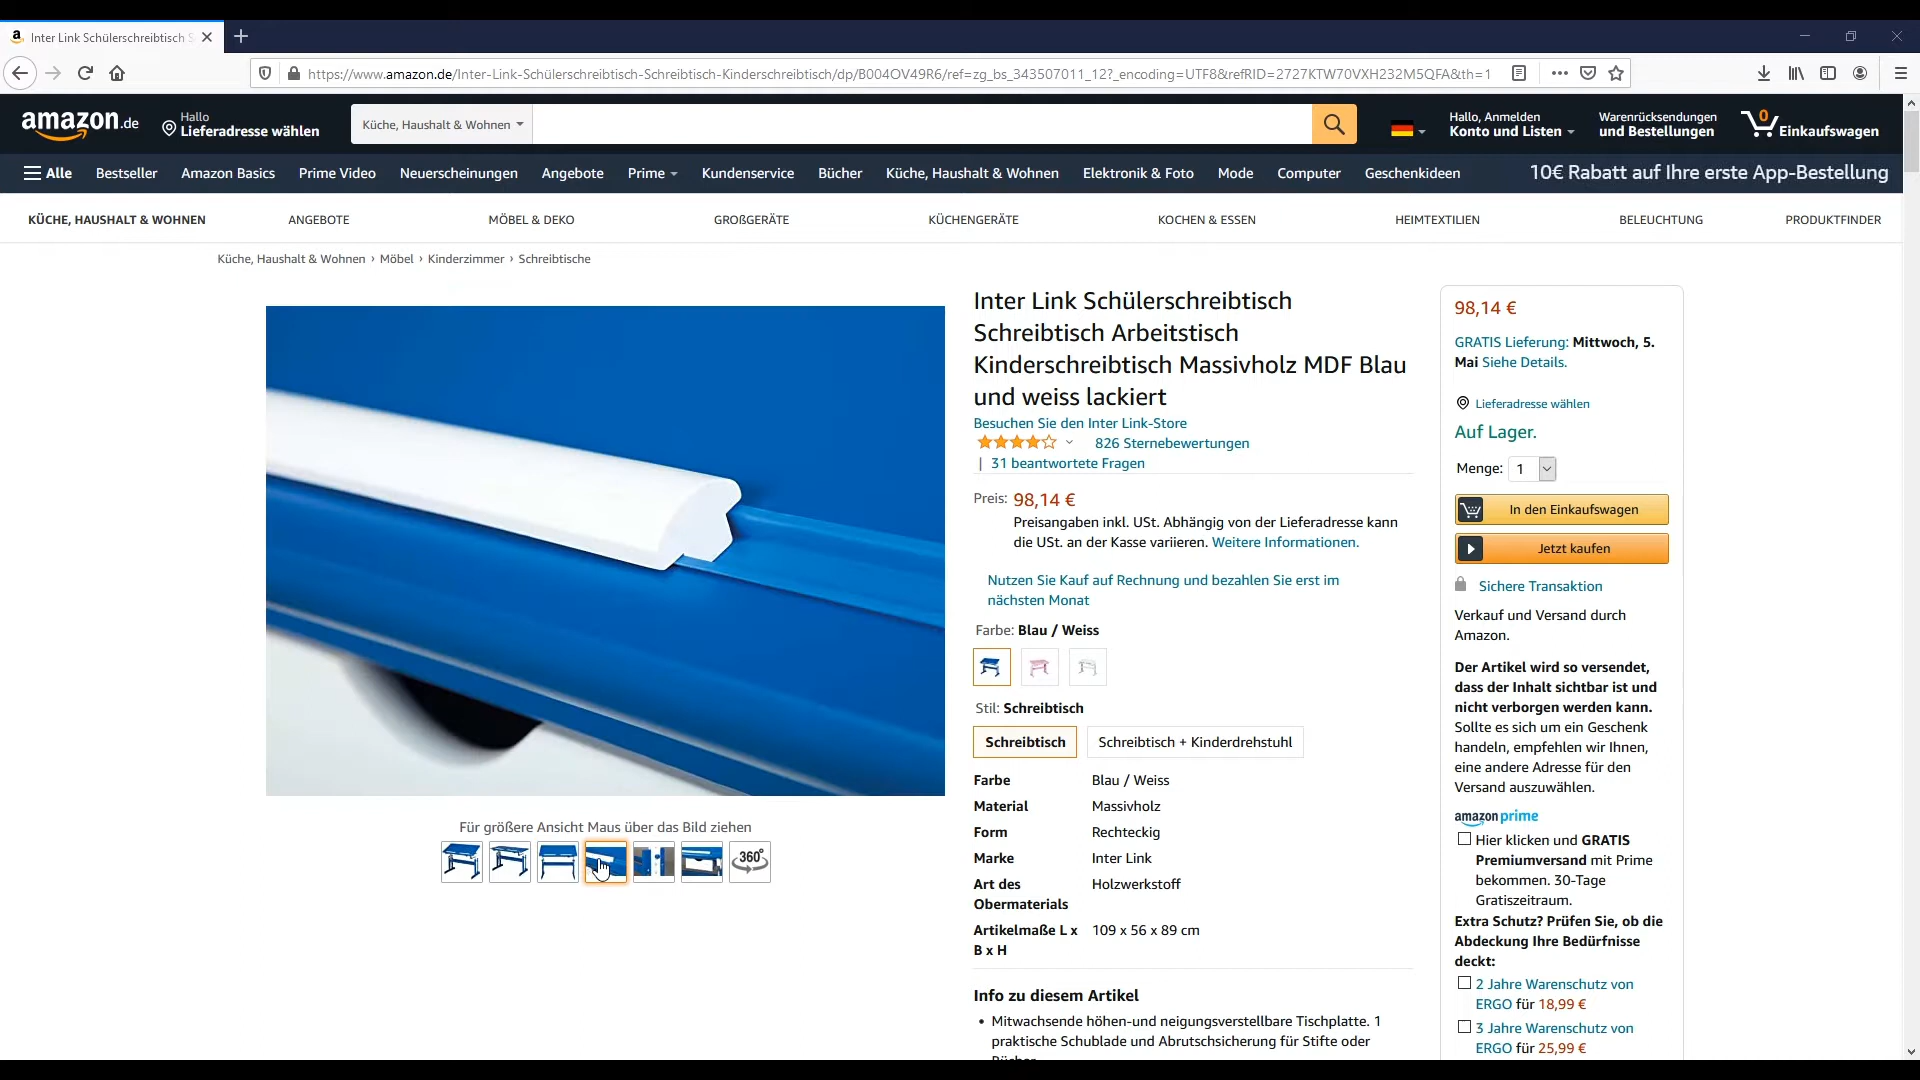 Inter Link Schülerschreibtisch S
https://www.amazon.de/Inter-Link-Schülerschreibtisch-Schreibtisch-Kinderschreibtisch/dp/B004OV49R6/ref=zg_bs_343507011_12?_encoding=UTF8&refRID=2727KTW70VXH232M5QFA&th=1
amazon.de
Hallo
Lieferadresse wählen
Küche, Haushalt & Wohnen
Hallo, Anmelden
Konto und Listen
Warenrücksendungen
und Bestellungen
0
Einkaufswagen
Alle Bestseller Amazon Basics Prime Video Neuerscheinungen Angebote Prime Kundenservice Bücher Küche, Haushalt & Wohnen Elektronik & Foto Mode Computer Geschenkideen 10€ Rabatt auf Ihre erste App-Bestellung
KÜCHE, HAUSHALT & WOHNEN ANGEBOTE MÖBEL & DEKO GROßGERÄTE KÜCHENGERÄTE KOCHEN & ESSEN HEIMTEXTILIEN BELEUCHTUNG PRODUKTFINDER
Küche, Haushalt & Wohnen › Möbel › Kinderzimmer › Schreibtische
Für größere Ansicht Maus über das Bild ziehen
360°
Inter Link Schülerschreibtisch
Schreibtisch Arbeitstisch
Kinderschreibtisch Massivholz MDF Blau
und weiss lackiert
Besuchen Sie den Inter Link-Store
826 Sternebewertungen
| 31 beantwortete Fragen
Preis: 98,14 €
Preisangaben inkl. USt. Abhängig von der Lieferadresse kann
die USt. an der Kasse variieren. Weitere Informationen.
Nutzen Sie Kauf auf Rechnung und bezahlen Sie erst im
nächsten Monat
Farbe: Blau / Weiss
Stil: Schreibtisch
Schreibtisch Schreibtisch + Kinderdrehstuhl
Farbe Blau / Weiss
Material Massivholz
Form Rechteckig
Marke Inter Link
Art des Holzwerkstoff
Obermaterials
Artikelmaße L x 109 x 56 x 89 cm
B x H
Info zu diesem Artikel
• Mitwachsende höhen-und neigungsverstellbare Tischplatte. 1
praktische Schublade und Abrutschsicherung für Stifte oder
Bücher
98,14 €
GRATIS Lieferung: Mittwoch, 5.
Mai Siehe Details.
Lieferadresse wählen
Auf Lager.
Menge: 1
In den Einkaufswagen
Jetzt kaufen
Sichere Transaktion
Verkauf und Versand durch
Amazon.
Der Artikel wird so versendet,
dass der Inhalt sichtbar ist und
nicht verborgen werden kann.
Sollte es sich um ein Geschenk
handeln, empfehlen wir Ihnen,
eine andere Adresse für den
Versand auszuwählen.
amazon prime
Hier klicken und GRATIS
Premiumversand mit Prime
bekommen. 30-Tage
Gratiszeitraum.
Extra Schutz? Prüfen Sie, ob die
Abdeckung Ihre Bedürfnisse
deckt:
2 Jahre Warenschutz von
ERGO für 18,99 €
3 Jahre Warenschutz von
ERGO für 25,99 €